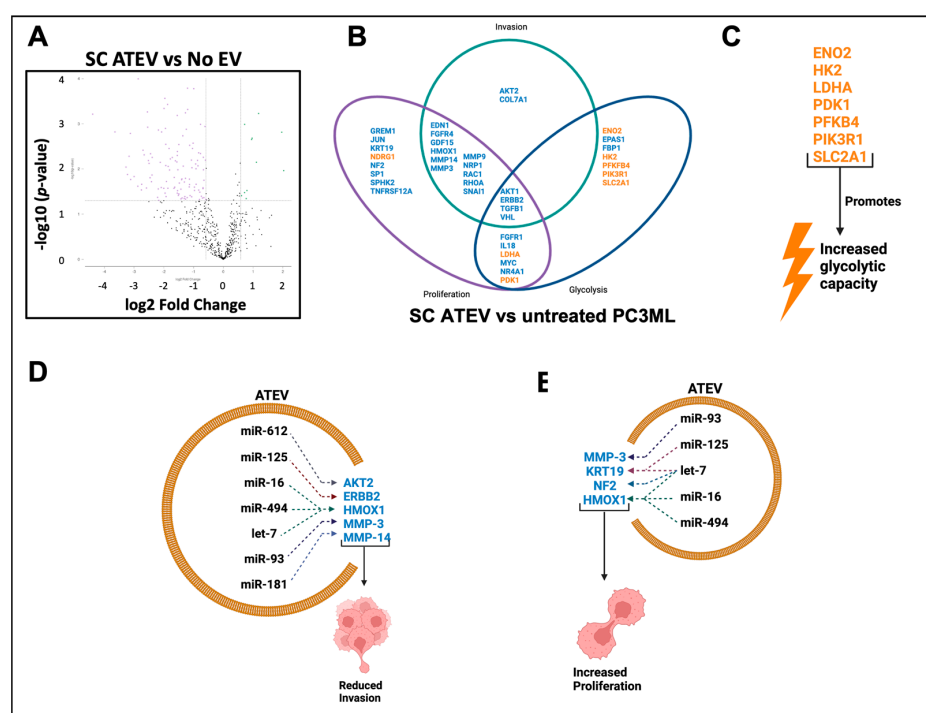 A
SC ATEV vs No EV
4
3
2
1
0
-log10 (p-value)
-4
-3
-2
-1
0
1
2
log2 Fold Change
B
Invasion
AKT2
COL7A1
GREM1
JUN
KRT19
NDRG1
NF2
SP1
SPHK2
TNFRSF12A
EDN1
FGFR4
GDF15
HMOX1
MMP14
MMP3
MMP9
NRP1
RAC1
RHOA
SNAI1
ENO2
EPAS1
FBP1
HK2
PFKFB4
PIK3R1
SLC2A1
AKT1
ERBB2
TGFB1
VHL
FGFR1
IL18
LDHA
MYC
NR4A1
PDK1
Proliferation
Glycolysis
SC ATEV vs untreated PC3ML
C
ENO2
HK2
LDHA
PDK1
PFKB4
PIK3R1
SLC2A1
Promotes
Increased
glycolytic
capacity
D
ATEV
miR-612
miR-125
miR-16
miR-494
let-7
miR-93
miR-181
AKT2
ERBB2
HMOX1
MMP-3
MMP-14
Reduced
Invasion
E
ATEV
miR-93
miR-125
let-7
miR-16
miR-494
MMP-3
KRT19
NF2
HMOX1
Increased
Proliferation